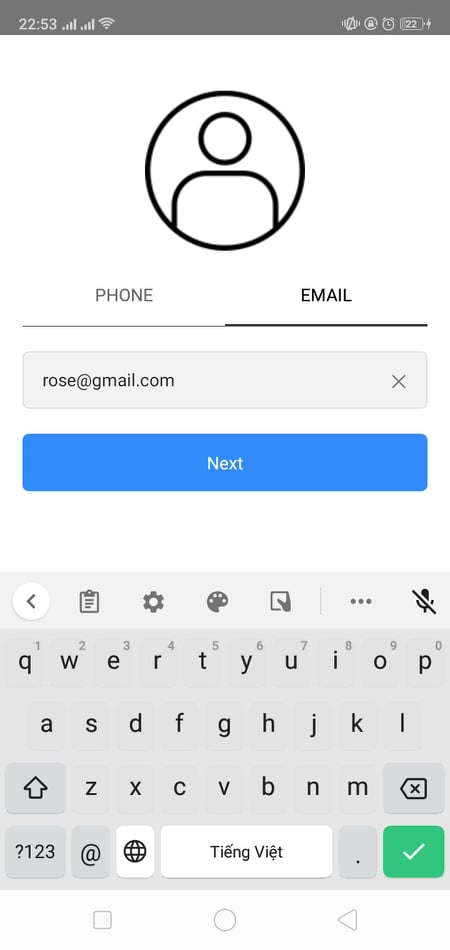 22:53
22
PHONE
EMAIL
rose@gmail.com
Next
1 2 3 4 5 6 7 8 9 0
q w e r t y u i o p
a s d f g h j k l
z x c v b n m
?123 @ Tiếng Việt .